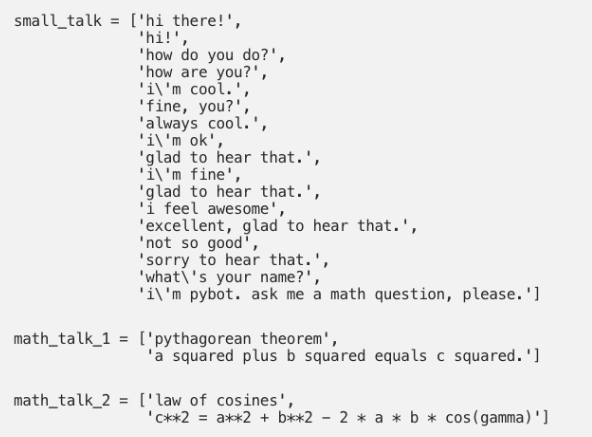 small_talk = ['hi there!',
'hi!',
'how do you do?',
'how are you?',
'i\'m cool.',
'fine, you?',
'always cool.',
'i\'m ok',
'glad to hear that.',
'i\'m fine',
'glad to hear that.',
'i feel awesome',
'excellent, glad to hear that.',
'not so good',
'sorry to hear that.',
'what\'s your name?',
'i\'m pybot. ask me a math question, please.']
math_talk_1 = ['pythagorean theorem',
'a squared plus b squared equals c squared.']
math_talk_2 = ['law of cosines',
'c**2 = a**2 + b**2 - 2 * a * b * cos(gamma)']